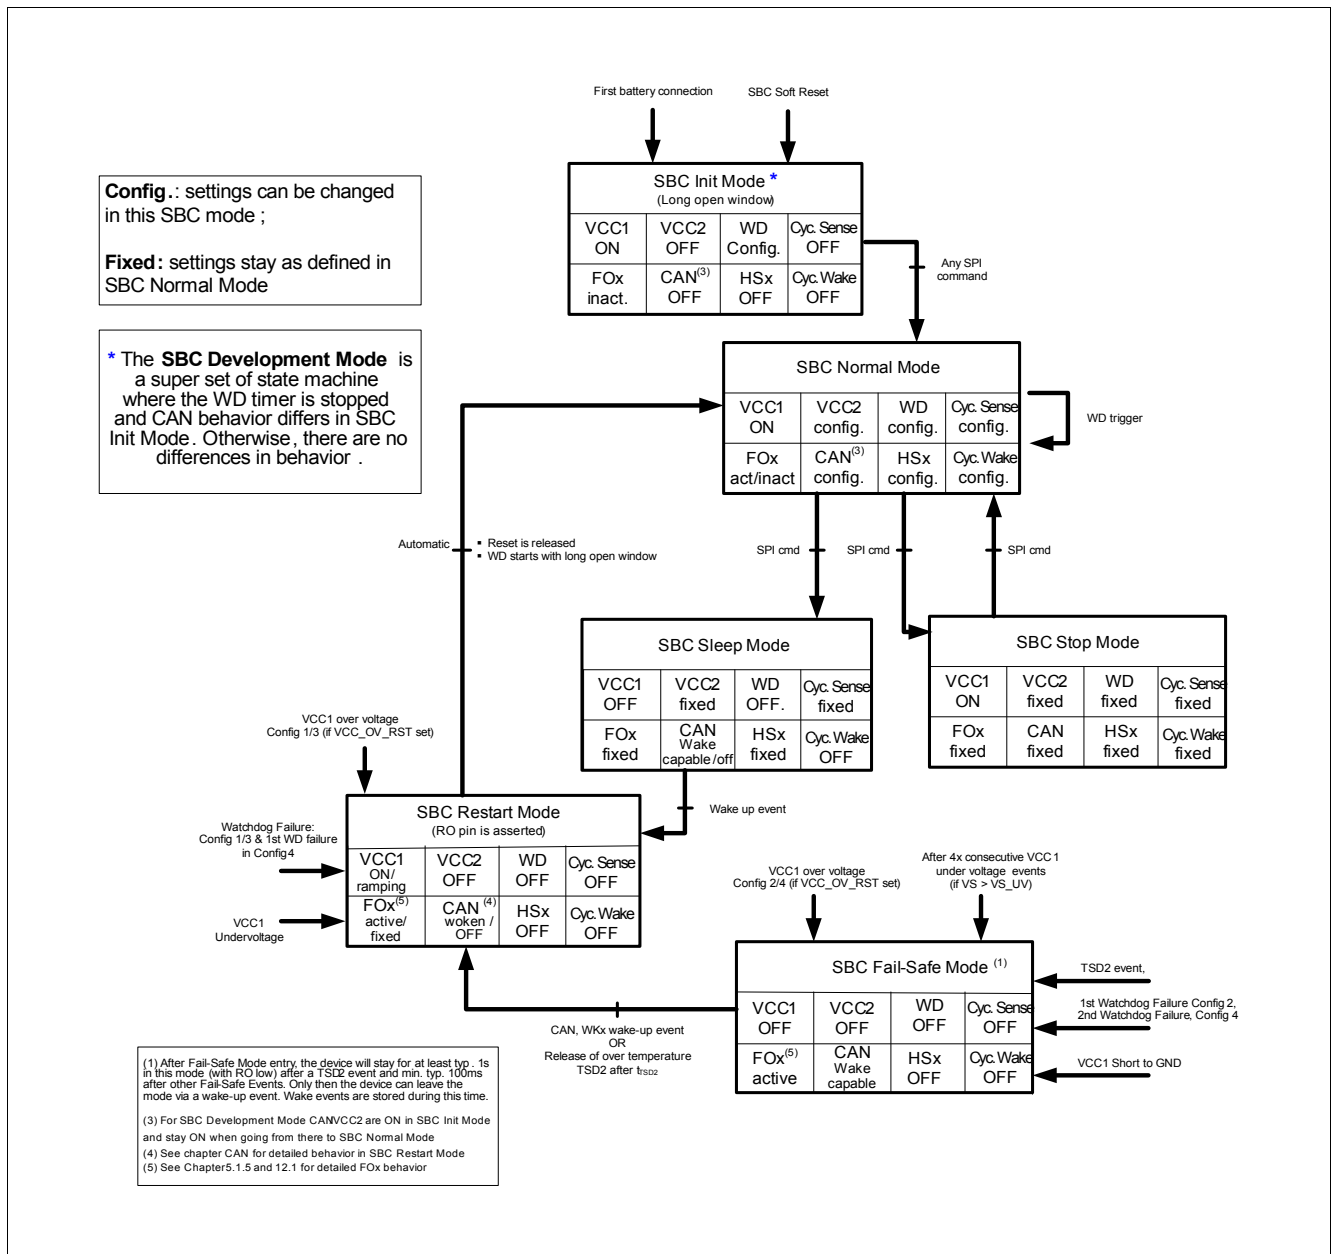 First battery connection
SBC Soft Reset
Config.: settings can be changed
in this SBC mode ;
Fixed: settings stay as defined in
SBC Normal Mode
* The SBC Development Mode is
a super set of state machine
where the WD timer is stopped
and CAN behavior differs in SBC
Init Mode. Otherwise, there are no
differences in behavior .
SBC Init Mode *
(Long open window)
VCC1
ON
VCC2
OFF
WD
Config.
Cyc. Sense
OFF
FOx
inact.
CAN(3)
OFF
HSx
OFF
Cyc. Wake
OFF
Any SPI
command
SBC Normal Mode
VCC1
ON
VCC2
config.
WD
config.
Cyc. Sense
config.
FOx
act/inact
CAN(3)
config.
HSx
config.
Cyc. Wake
config.
WD trigger
Automatic
▪ Reset is released
▪ WD starts with long open window
SPI cmd
SPI cmd
SPI cmd
SBC Sleep Mode
VCC1
OFF
VCC2
fixed
WD
OFF.
Cyc. Sense
fixed
FOx
fixed
CAN
Wake
capable/off
HSx
fixed
Cyc. Wake
OFF
SBC Stop Mode
VCC1
ON
VCC2
fixed
WD
fixed
Cyc. Sense
fixed
FOx
fixed
CAN
fixed
HSx
fixed
Cyc. Wake
fixed
VCC1 over voltage
Config 1/3 (if VCC_OV_RST set)
Wake up event
SBC Restart Mode
(RO pin is asserted)
VCC1
ON/
ramping
VCC2
OFF
WD
OFF
Cyc. Sense
OFF
FOx(5)
active/
fixed
CAN (4)
woken /
OFF
HSx
OFF
Cyc. Wake
OFF
Watchdog Failure:
Config 1/3 & 1st WD failure
in Config4
VCC1
Undervoltage
VCC1 over voltage
Config 2/4 (if VCC_OV_RST set)
After 4x consecutive VCC1
under voltage events
(if VS > VS_UV)
SBC Fail-Safe Mode (1)
VCC1
OFF
VCC2
OFF
WD
OFF
Cyc. Sense
OFF
FOx(5)
active
CAN
Wake
capable
HSx
OFF
Cyc. Wake
OFF
TSD2 event,
1st Watchdog Failure Config 2,
2nd Watchdog Failure, Config 4
VCC1 Short to GND
CAN, WKx wake-up event
OR
Release of over temperature
TSD2 after tTSD2
(1) After Fail-Safe Mode entry, the device will stay for at least typ. 1s
in this mode (with RO low) after a TSD2 event and min. typ. 100ms
after other Fail-Safe Events. Only then the device can leave the
mode via a wake-up event. Wake events are stored during this time.
(3) For SBC Development Mode CAN/VCC2 are ON in SBC Init Mode
and stay ON when going from there to SBC Normal Mode
(4) See chapter CAN for detailed behavior in SBC Restart Mode
(5) See Chapter5.1.5 and 12.1 for detailed FOx behavior